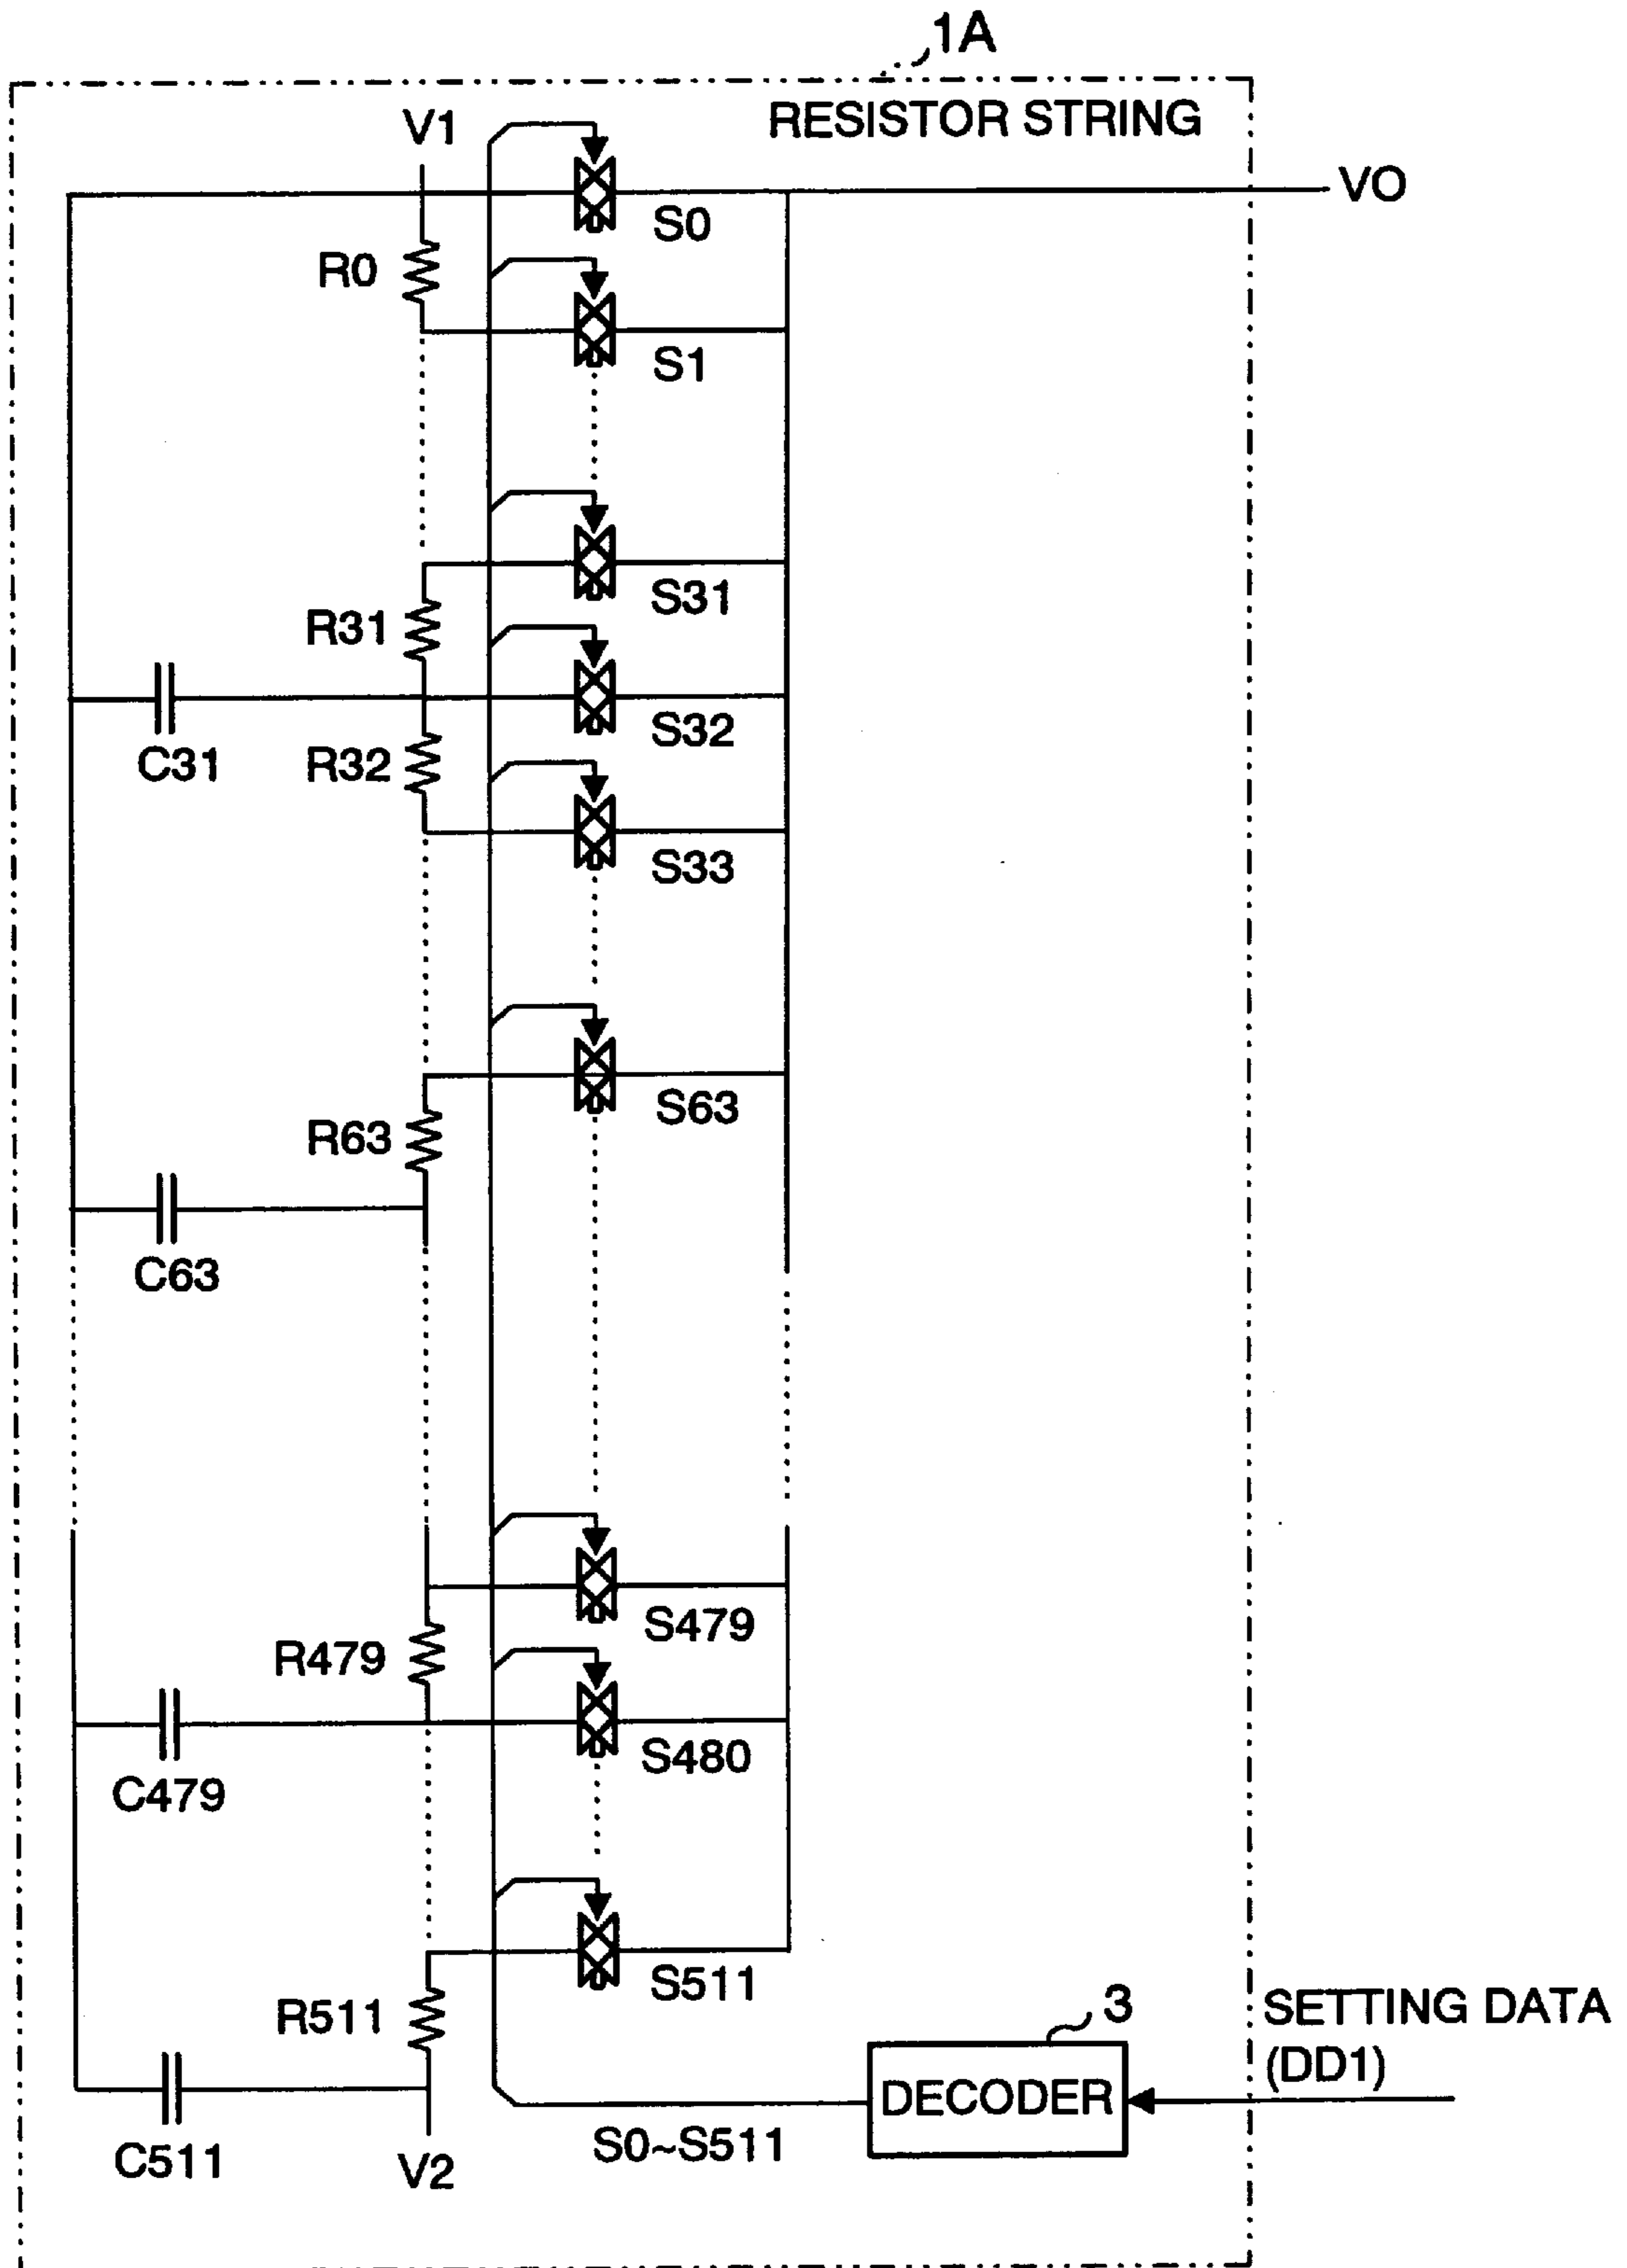 1A
RESISTOR STRING
V1
VO
S0
R0
S1
S31
R31
S32
C31
R32
S33
S63
R63
C63
S479
R479
S480
C479
S511
R511
3
SETTING DATA
(DD1)
DECODER
S0~S511
C511
V2